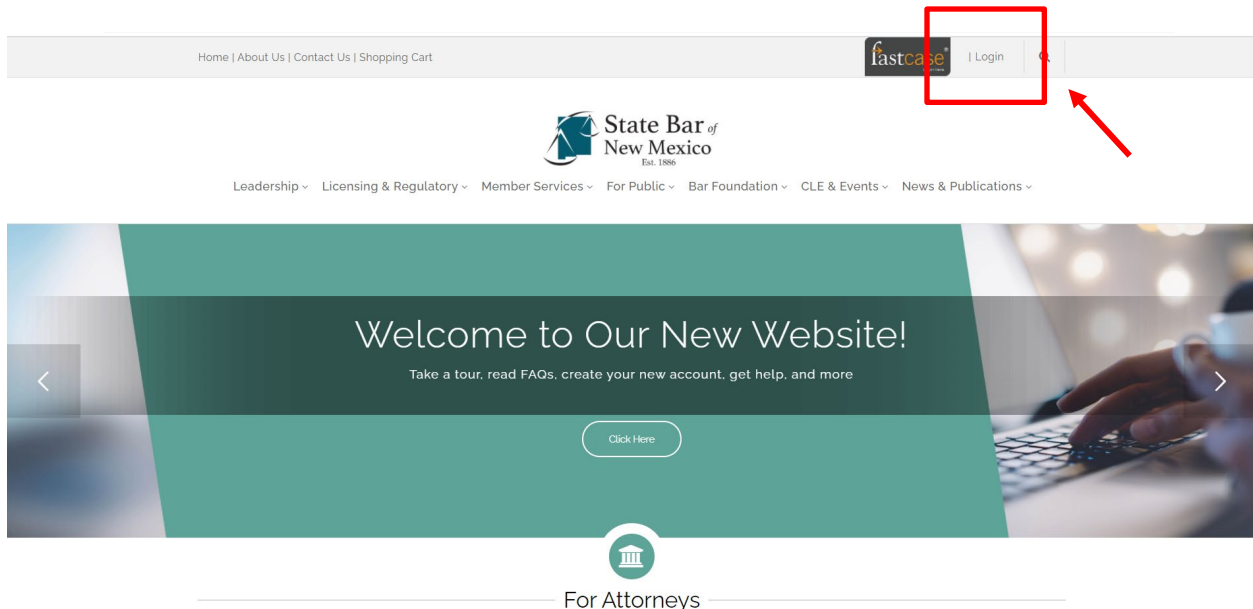 Home | About Us | Contact Us | Shopping Cart
fastcase®
| Login
State Bar of
New Mexico
Est. 1886
Leadership Licensing & Regulatory Member Services For Public Bar Foundation CLE & Events News & Publications
Welcome to Our New Website!
Take a tour, read FAQs, create your new account, get help, and more
Click Here
For Attorneys